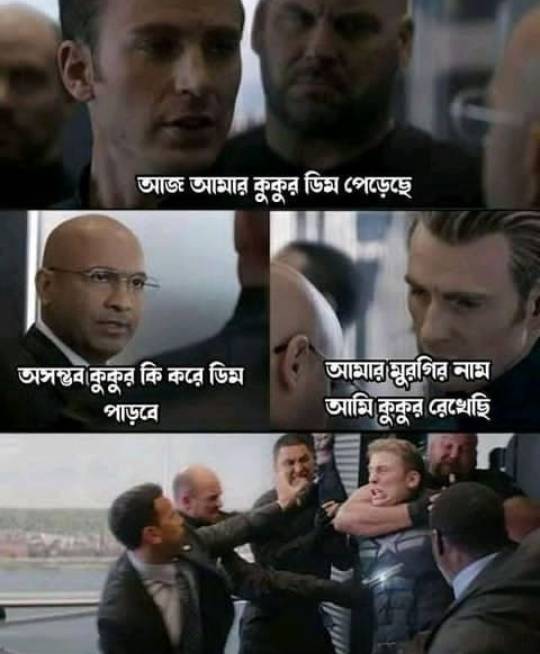 আজ আমার কুকুর ডিম পেড়েছে
অসম্ভব কুকুর কি করে ডিম
পাড়বে
আমার মুরগির নাম
আমি কুকুর রেখেছি